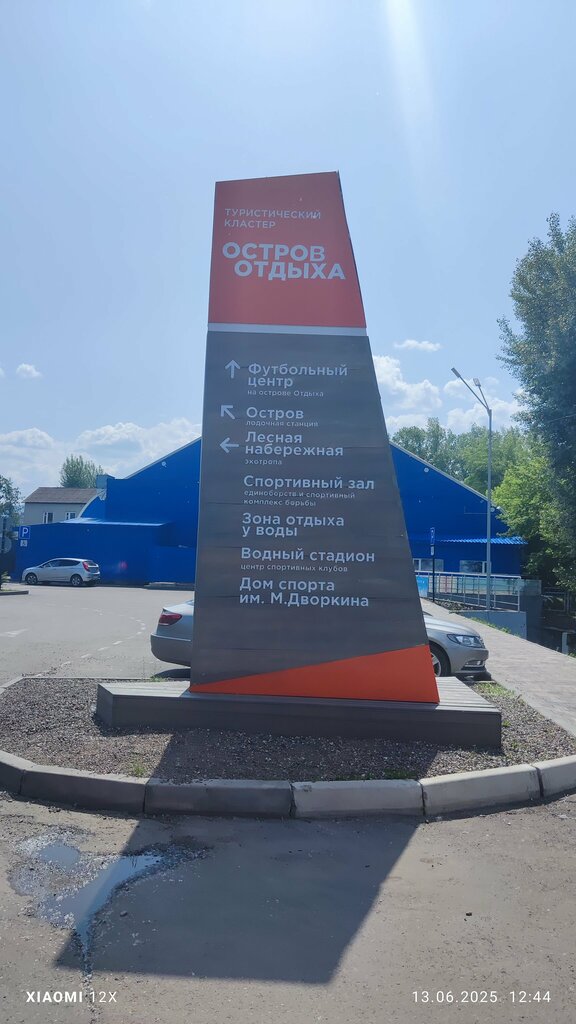 ТУРИСТИЧЕСКИЙ
КЛАСТЕР
ОСТРОВ
ОТДЫХА
Футбольный
центр
на острове Отдыха
Остров
лодочная станция
Лесная
набережная
экотропа
Спортивный зал
единоборств и спортивный
комплекс борьбы
Зона отдыха
у воды
Водный стадион
центр спортивных клубов
Дом спорта
им. М.Дворкина
P
XIAOMI 12X
13.06.2025 12:44